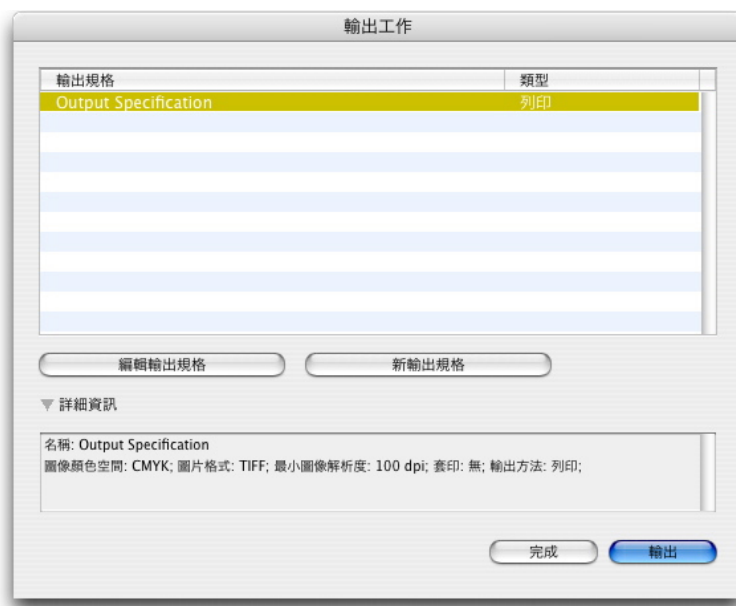 輸出工作
輸出規格 類型
Output Specification 列印
編輯輸出規格 新輸出規格
詳細資訊
名稱: Output Specification
圖像顏色空間: CMYK; 圖片格式: TIFF; 最小圖像解析度: 100 dpi; 套印: 無; 輸出方法: 列印;
完成 輸出